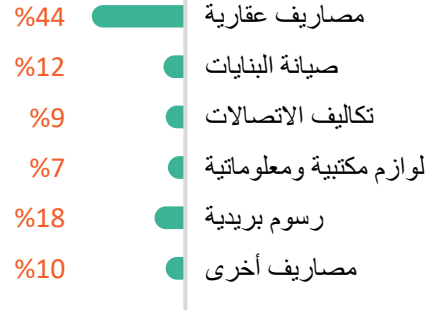 مصاريف عقارية %44
صيانة البنايات %12
تكاليف الاتصالات %9
لوازم مكتبية ومعلوماتية %7
رسوم بريدية %18
مصاريف أخرى %10